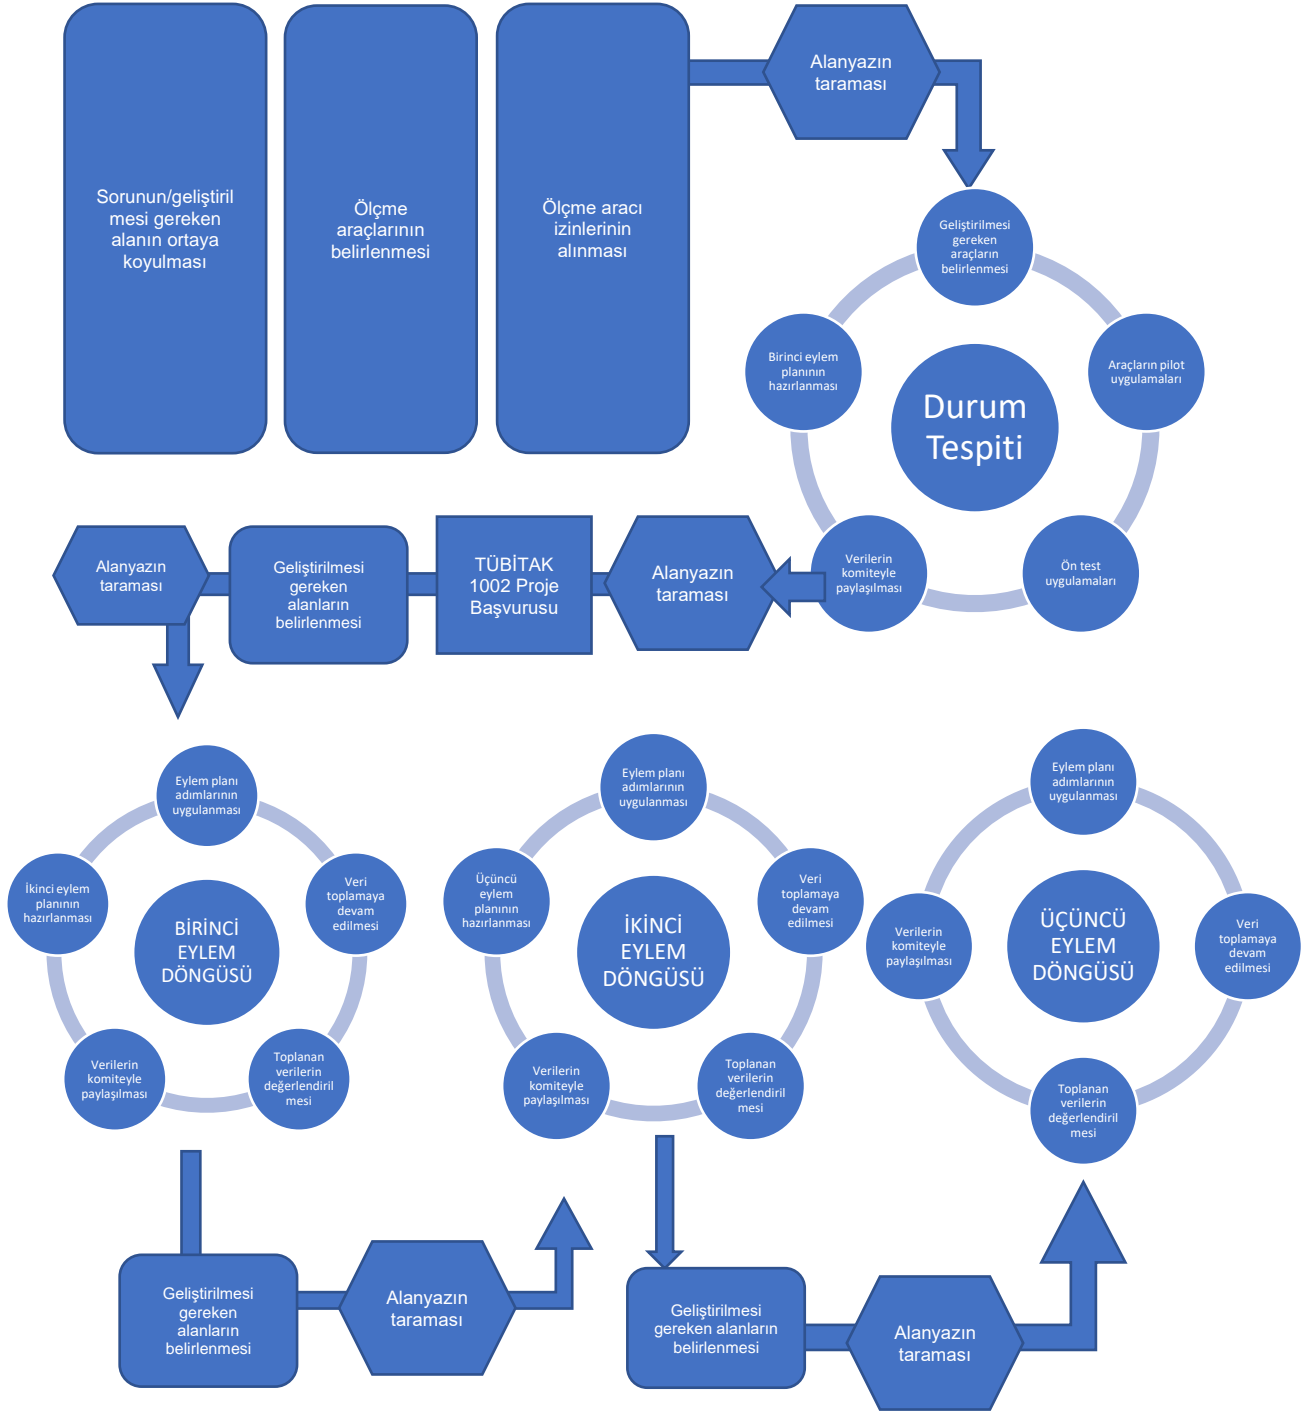 Sorunun/geliştiril
mesi gereken
alanın ortaya
koyulması
Ölçme
araçlarının
belirlenmesi
Ölçme aracı
izinlerinin
alınması
Alanyazın
taraması
Geliştirilmesi
gereken
araçların
belirlenmesi
Araçların pilot
uygulamaları
Ön test
uygulamaları
Verilerin
komiteyle
paylaşılması
Birinci eylem
planının
hazırlanması
Durum
Tespiti
Alanyazın
taraması
TÜBİTAK
1002 Proje
Başvurusu
Geliştirilmesi
gereken
alanların
belirlenmesi
Alanyazın
taraması
Eylem planı
adımlarının
uygulanması
Veri
toplamaya
devam
edilmesi
Toplanan
verilerin
değerlendiril
mesi
Verilerin
komiteyle
paylaşılması
İkinci eylem
planının
hazırlanması
BİRİNCİ
EYLEM
DÖNGÜSÜ
Geliştirilmesi
gereken
alanların
belirlenmesi
Alanyazın
taraması
Eylem planı
adımlarının
uygulanması
Veri
toplamaya
devam
edilmesi
Toplanan
verilerin
değerlendiril
mesi
Verilerin
komiteyle
paylaşılması
Üçüncü
eylem
planının
hazırlanması
İKİNCİ
EYLEM
DÖNGÜSÜ
Geliştirilmesi
gereken alanların
belirlenmesi
Alanyazın
taraması
Eylem planı
adımlarının
uygulanması
Veri
toplamaya
devam
edilmesi
Toplanan
verilerin
değerlendiril
mesi
Verilerin
komiteyle
paylaşılması
ÜÇÜNCÜ
EYLEM
DÖNGÜSÜ